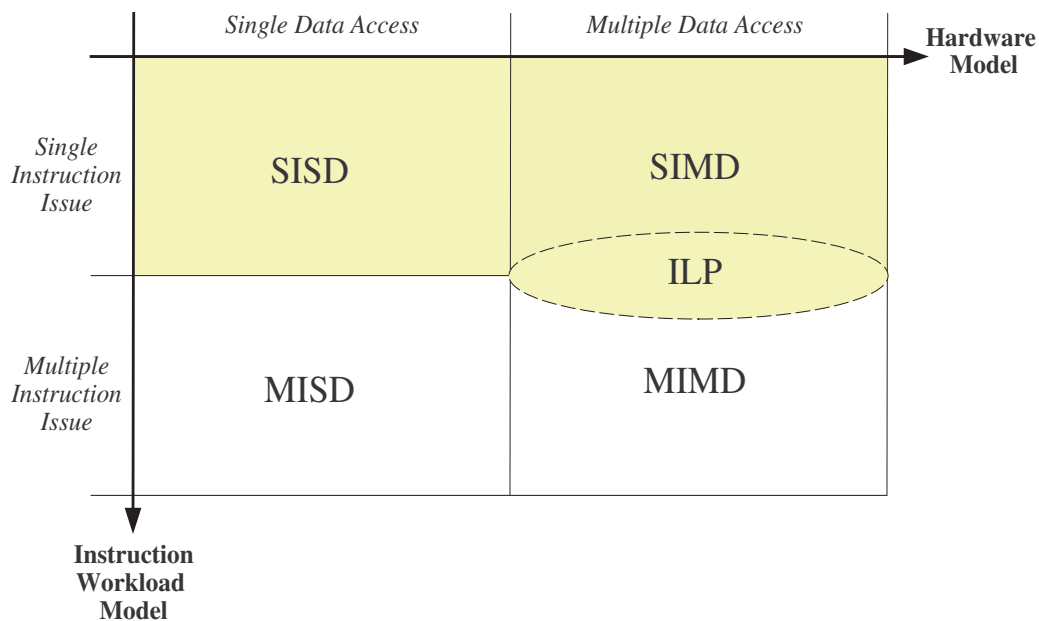 Single Data Access
Multiple Data Access
Hardware
Model
Single
Instruction
Issue
SISD
SIMD
ILP
Multiple
Instruction
Issue
MISD
MIMD
Instruction
Workload
Model